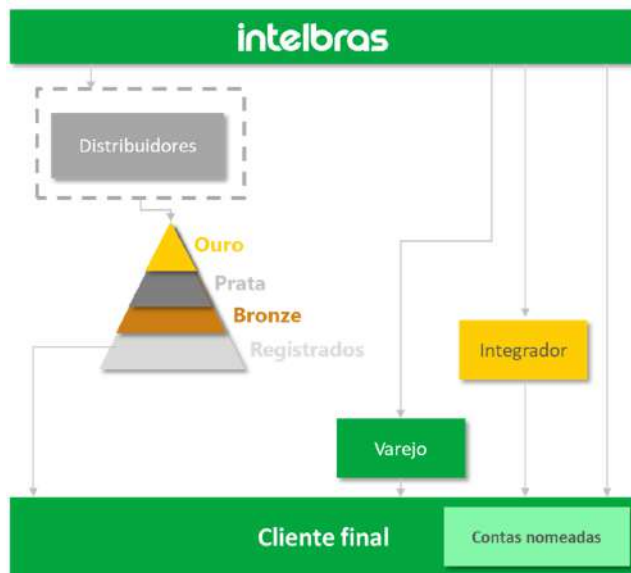 intelbras
Distribuidores
Ouro
Prata
Bronze
Registrados
Integrador
Varejo
Cliente final
Contas nomeadas